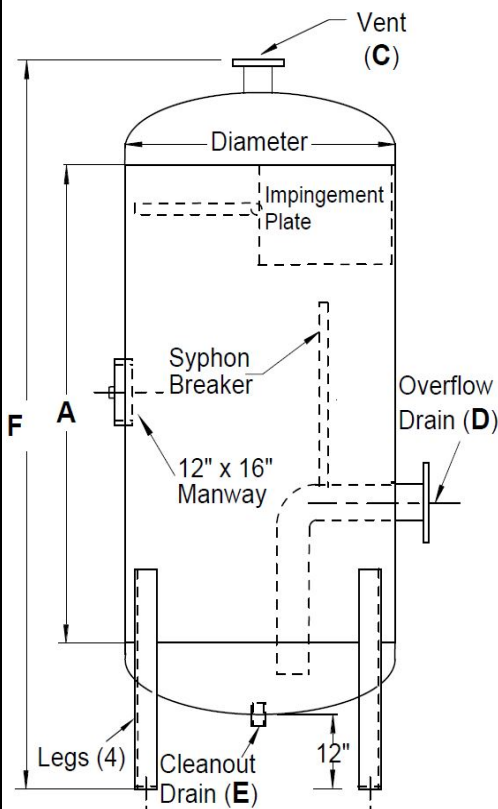 Vent
(C)
Diameter
Impingement
Plate
Syphon
Breaker
Overflow
Drain (D)
F
A
12" x 16"
Manway
Legs (4)
Cleanout
Drain (E)
12"